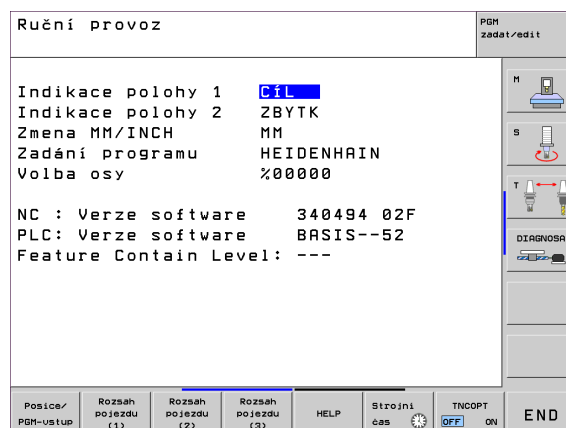 Ruční provoz
PGM
zadat/edit
Indikace polohy 1 CíL
Indikace polohy 2 ZBYTK
Zmena MM/INCH MM
Zadání programu HEIDENHAIN
Volba osy %00000
NC : Verze software 340494 02F
PLC: Verze software BASIS--52
Feature Contain Level: ---
M
S
T
DIAGNOSA
Posice/
PGM-vstup
Rozsah
pojezdu
(1)
Rozsah
pojezdu
(2)
Rozsah
pojezdu
(3)
HELP
Strojní
čas
TNCOPT
OFF ON
END